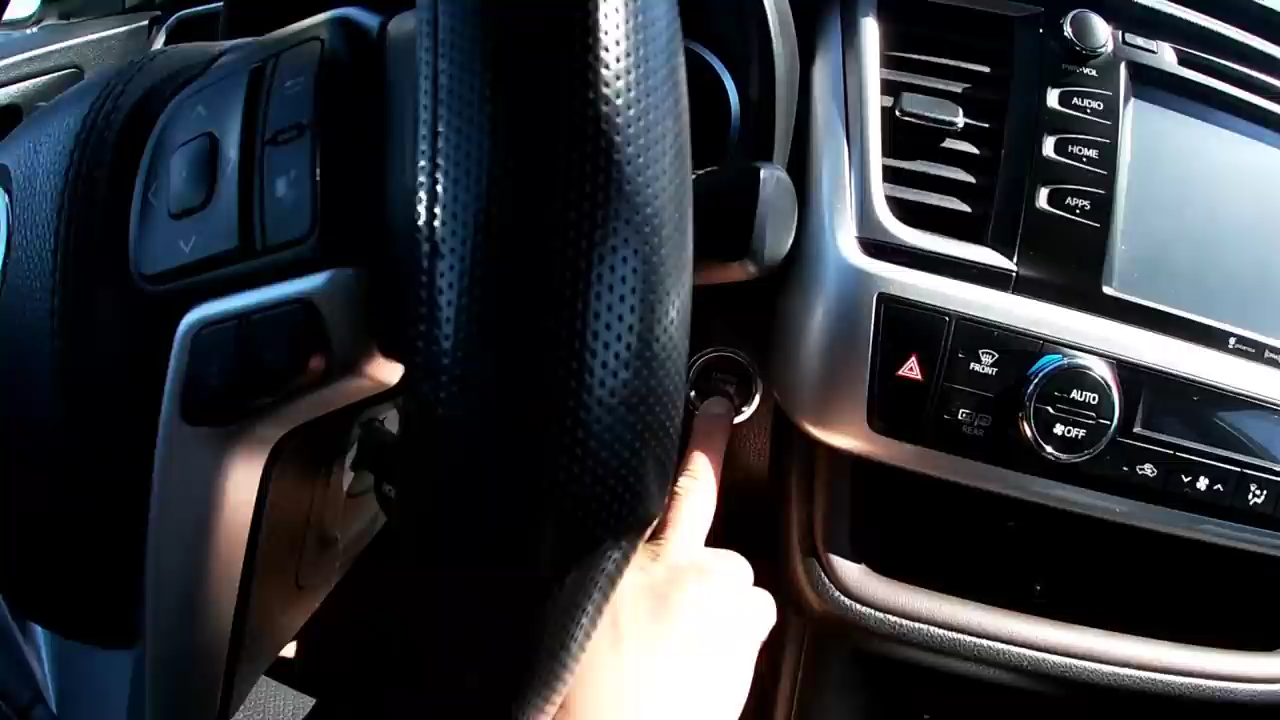 PWR·VOL
AUDIO
HOME
APPS
FRONT
REAR
AUTO
OFF